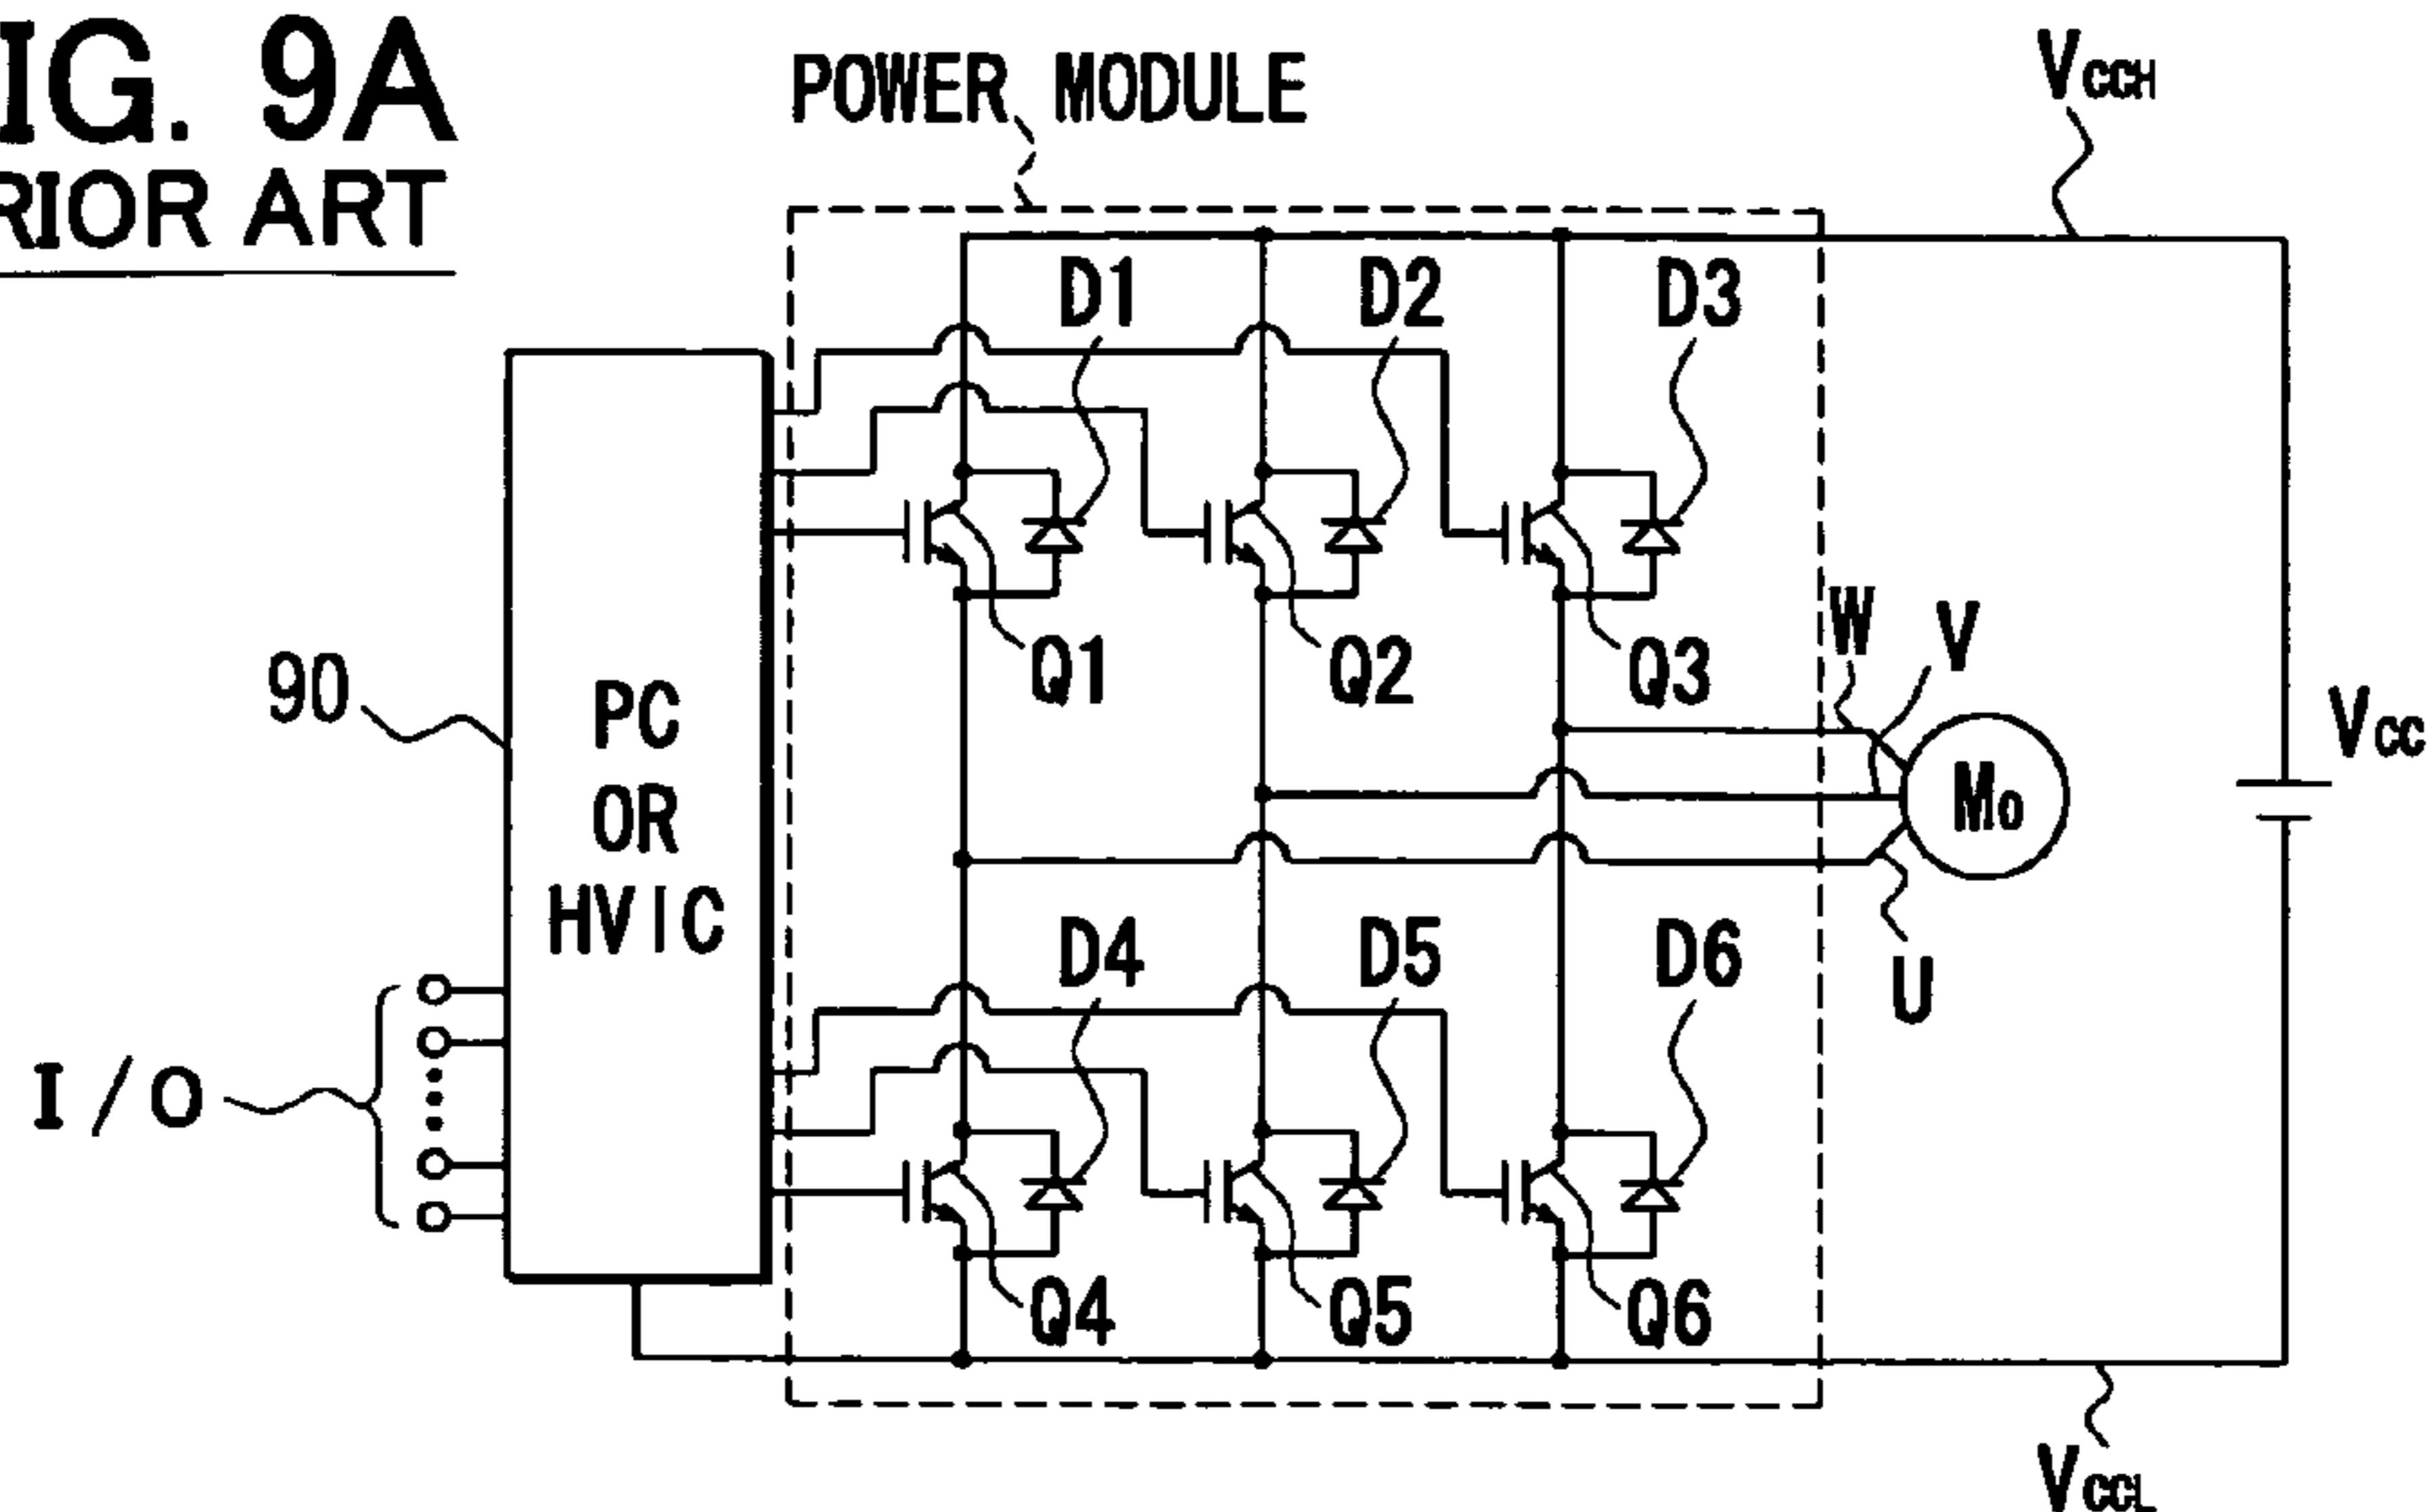 IG. 9A
RIOR ART
POWER MODULE
VCCH
D1
D2
D3
Q1
Q2
Q3
W
V
90
PC
OR
HVIC
Mo
VCC
U
D4
D5
D6
I/O
Q4
Q5
Q6
VCCL